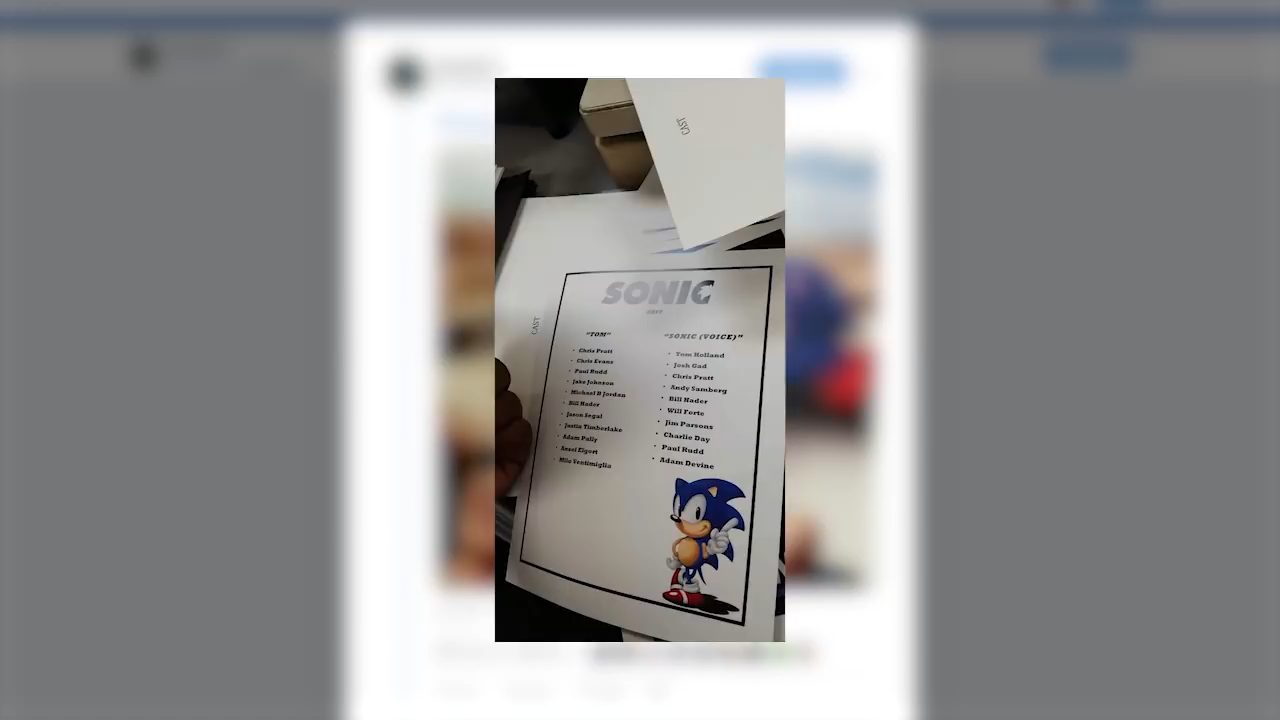 CAST
SONIC
CAST
"TOM"
Chris Pratt
Chris Evans
Paul Rudd
Jake Johnson
Michael B Jordan
Bill Hader
Jason Segal
Justin Timberlake
Adam Pally
Ansel Elgort
Milo Ventimiglia
"SONIC (VOICE)"
Tom Holland
Josh Gad
Chris Pratt
Andy Samberg
Bill Hader
Will Forte
Jim Parsons
Charlie Day
Paul Rudd
Adam Devine